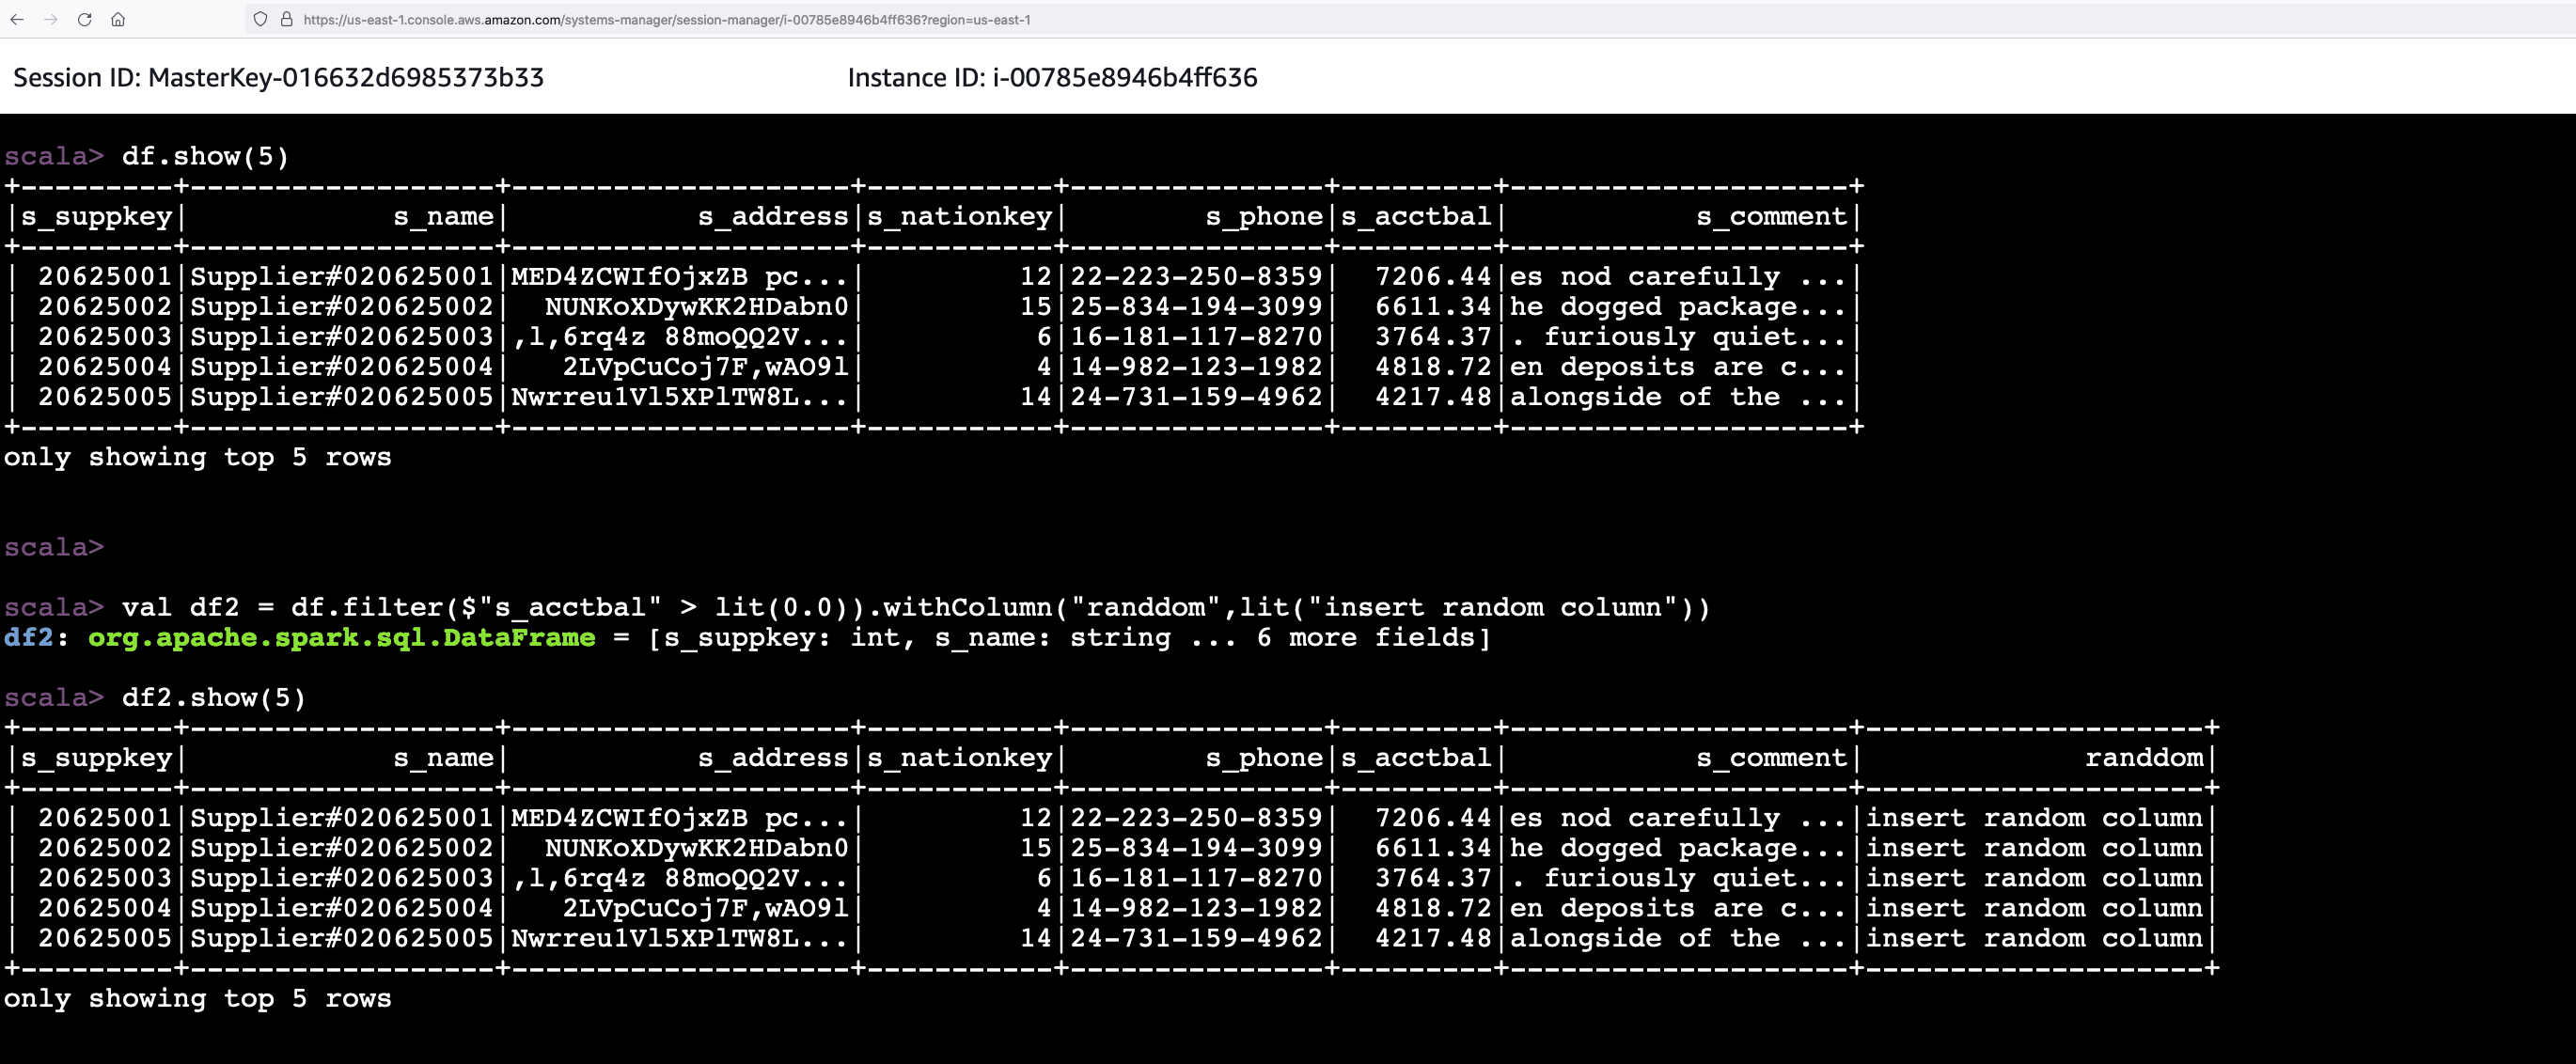 https://us-east-1.console.aws.amazon.com/systems-manager/session-manager/i-00785e8946b4ff636?region=us-east-1
Session ID: MasterKey-016632d6985373b33 Instance ID: i-00785e8946b4ff636
scala> df.show(5)
+---------+------------------+--------------------+-----------+---------------+---------+--------------------+
|s_suppkey|            s_name|           s_address|s_nationkey|        s_phone|s_acctbal|           s_comment|
+---------+------------------+--------------------+-----------+---------------+---------+--------------------+
| 20625001|Supplier#020625001|MED4ZCWIfOjxZB pc...|         12|22-223-250-8359|  7206.44|es nod carefully ...|
| 20625002|Supplier#020625002|  NUNKoXDywKK2HDabn0|         15|25-834-194-3099|  6611.34|he dogged package...|
| 20625003|Supplier#020625003|,l,6rq4z 88moQQ2V...|          6|16-181-117-8270|  3764.37|. furiously quiet...|
| 20625004|Supplier#020625004|   2LVpCuCoj7F,wAO9l|          4|14-982-123-1982|  4818.72|en deposits are c...|
| 20625005|Supplier#020625005|Nwrreu1Vl5XPlTW8L...|         14|24-731-159-4962|  4217.48|alongside of the ...|
+---------+------------------+--------------------+-----------+---------------+---------+--------------------+
only showing top 5 rows
scala>
scala> val df2 = df.filter($"s_acctbal" > lit(0.0)).withColumn("randdom",lit("insert random column"))
df2: org.apache.spark.sql.DataFrame = [s_suppkey: int, s_name: string ... 6 more fields]
scala> df2.show(5)
+---------+------------------+--------------------+-----------+---------------+---------+--------------------+--------------------+
|s_suppkey|            s_name|           s_address|s_nationkey|        s_phone|s_acctbal|           s_comment|             randdom|
+---------+------------------+--------------------+-----------+---------------+---------+--------------------+--------------------+
| 20625001|Supplier#020625001|MED4ZCWIfOjxZB pc...|         12|22-223-250-8359|  7206.44|es nod carefully ...|insert random column|
| 20625002|Supplier#020625002|  NUNKoXDywKK2HDabn0|         15|25-834-194-3099|  6611.34|he dogged package...|insert random column|
| 20625003|Supplier#020625003|,l,6rq4z 88moQQ2V...|          6|16-181-117-8270|  3764.37|. furiously quiet...|insert random column|
| 20625004|Supplier#020625004|   2LVpCuCoj7F,wAO9l|          4|14-982-123-1982|  4818.72|en deposits are c...|insert random column|
| 20625005|Supplier#020625005|Nwrreu1Vl5XPlTW8L...|         14|24-731-159-4962|  4217.48|alongside of the ...|insert random column|
+---------+------------------+--------------------+-----------+---------------+---------+--------------------+--------------------+
only showing top 5 rows